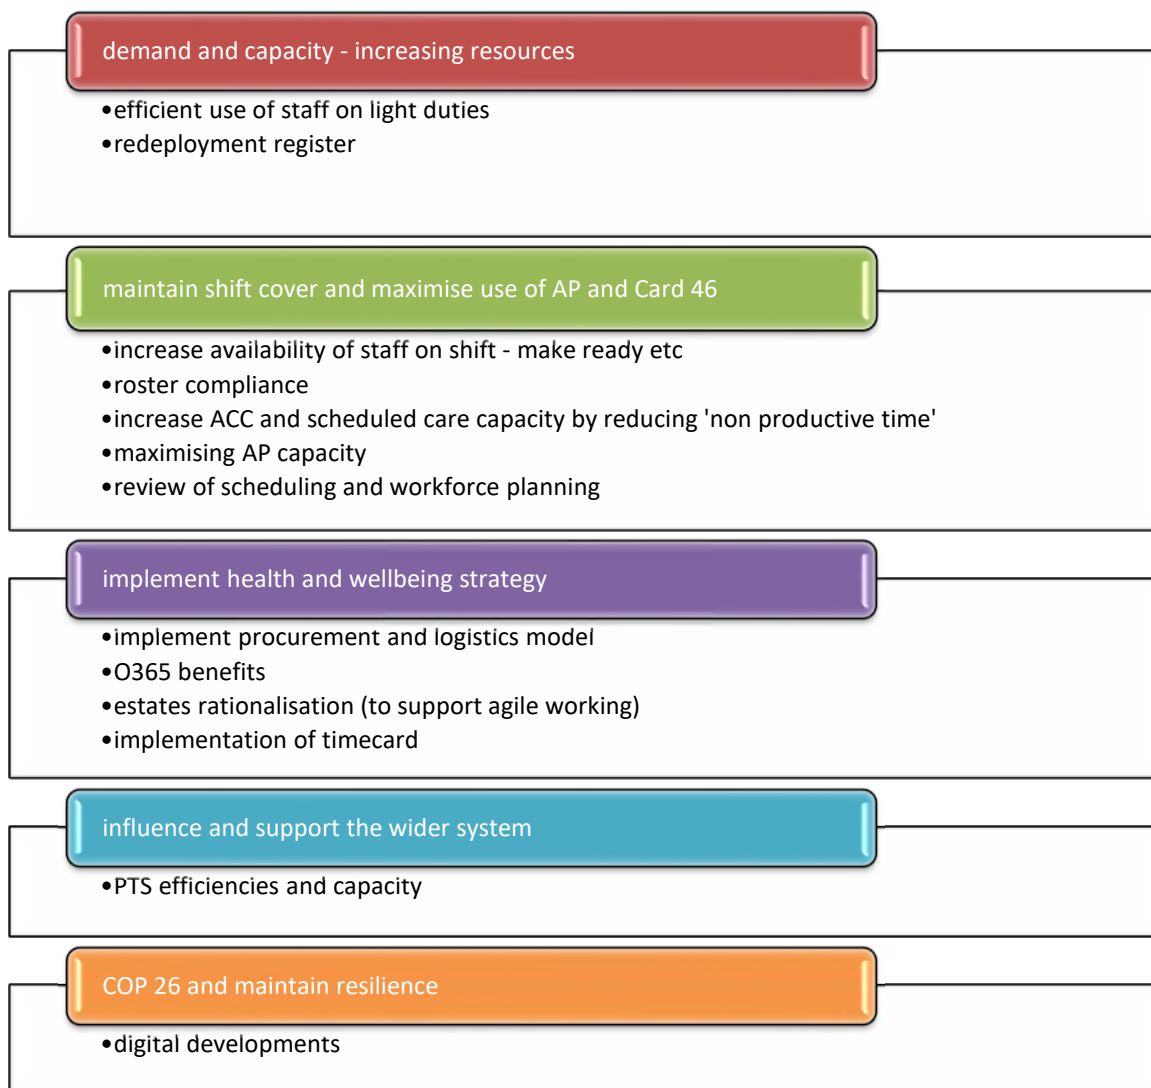 demand and capacity - increasing resources
•efficient use of staff on light duties
•redeployment register
maintain shift cover and maximise use of AP and Card 46
•increase availability of staff on shift - make ready etc
•roster compliance
•increase ACC and scheduled care capacity by reducing 'non productive time'
•maximising AP capacity
•review of scheduling and workforce planning
implement health and wellbeing strategy
•implement procurement and logistics model
•O365 benefits
•estates rationalisation (to support agile working)
•implementation of timecard
influence and support the wider system
•PTS efficiencies and capacity
COP 26 and maintain resilience
•digital developments